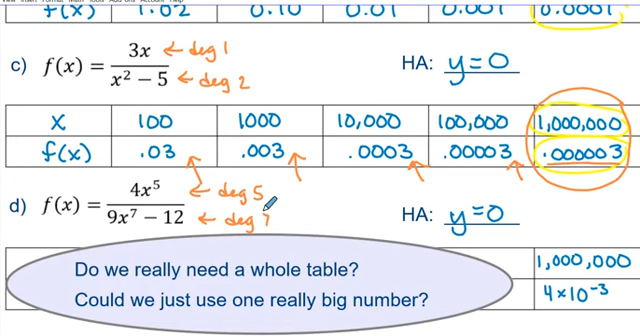 f(x) 1.02 0.10 0.01 0.001 0.0001
c) f(x) = 3x / x² − 5 ← deg 1 ← deg 2 HA: y=0
x 100 1000 10,000 100,000 1,000,000
f(x) .03 .003 .0003 .00003 .000003
d) f(x) = 4x⁵ / 9x⁷ − 12 ← deg 5 ← deg 7 HA: y=0
Do we really need a whole table? 1,000,000
Could we just use one really big number? 4×10⁻³